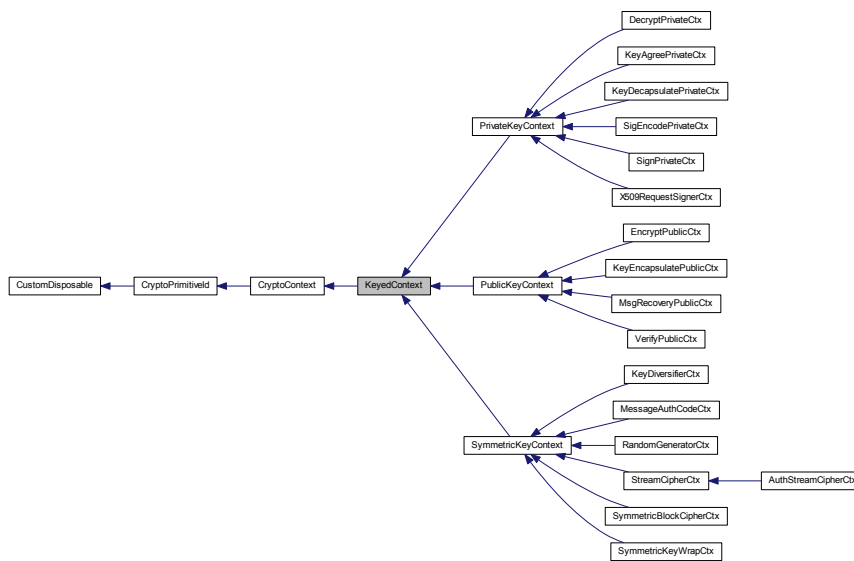 DecryptPrivateCtx
KeyAgreePrivateCtx
KeyDecapsulatePrivateCtx
PrivateKeyContext
SigEncodePrivateCtx
SignPrivateCtx
X509RequestSignerCtx
EncryptPublicCtx
KeyEncapsulatePublicCtx
CustomDisposable
CryptoPrimitiveId
CryptoContext
KeyedContext
PublicKeyContext
MsgRecoveryPublicCtx
VerifyPublicCtx
KeyDiversifierCtx
MessageAuthCodeCtx
SymmetricKeyContext
RandomGeneratorCtx
StreamCipherCtx
AuthStreamCipherCtx
SymmetricBlockCipherCtx
SymmetricKeyWrapCtx